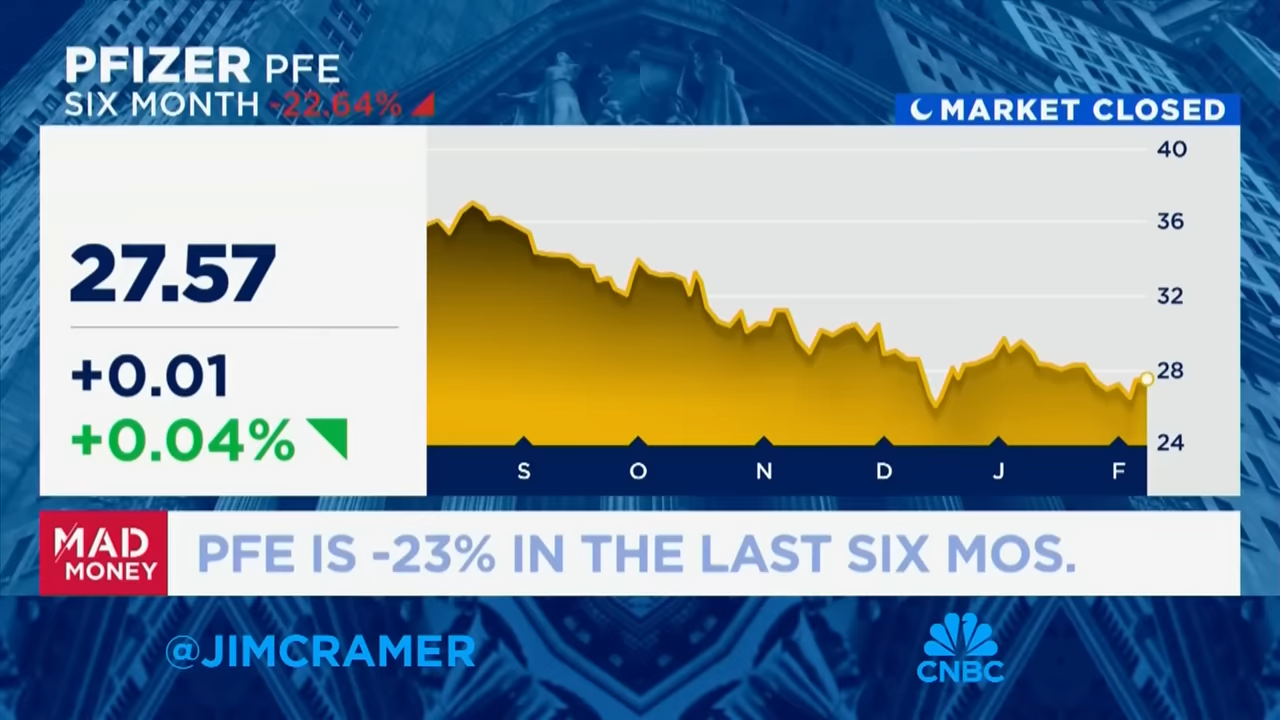 PFIZER PFE
SIX MONTH -22.64%
MARKET CLOSED
27.57
+0.01
+0.04%
40
36
32
28
24
S O N D J F
MAD
MONEY
PFE IS -23% IN THE LAST SIX MOS.
@JIMCRAMER
CNBC